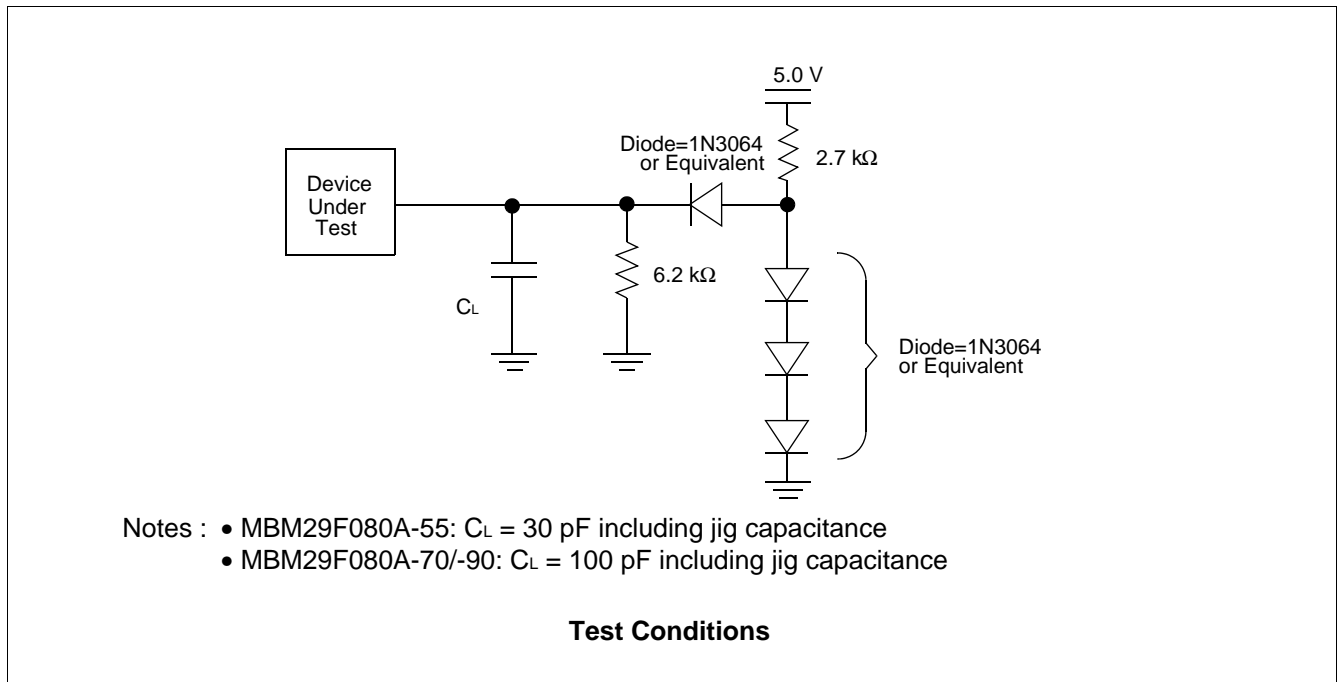 5.0 V
Diode=1N3064
or Equivalent
2.7 kΩ
Device
Under
Test
6.2 kΩ
CL
Diode=1N3064
or Equivalent
Notes : • MBM29F080A-55: CL = 30 pF including jig capacitance
• MBM29F080A-70/-90: CL = 100 pF including jig capacitance
Test Conditions